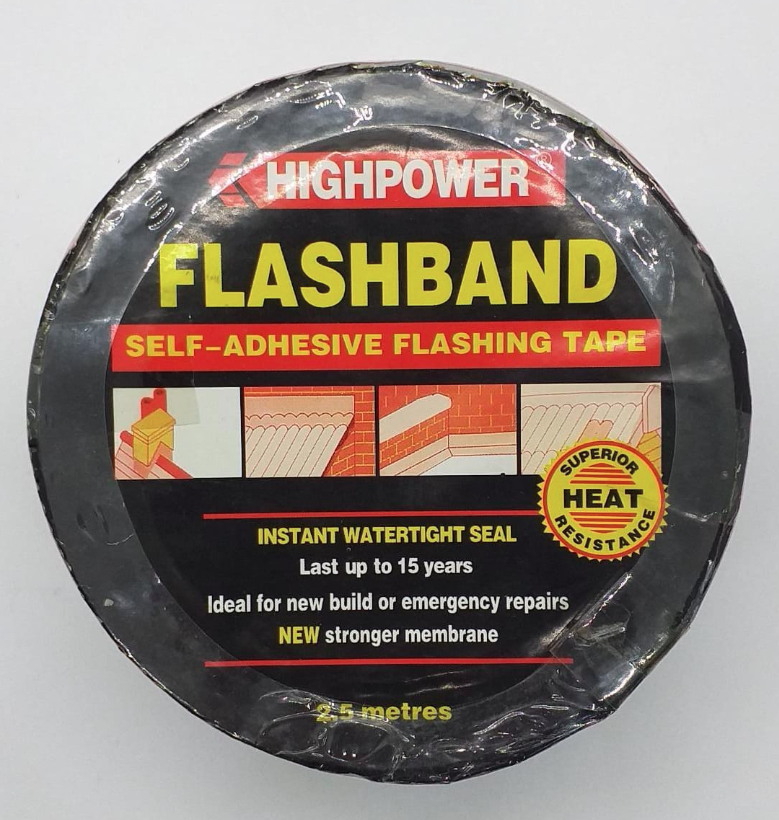 HIGHPOWER®
FLASHBAND
SELF-ADHESIVE FLASHING TAPE
SUPERIOR
HEAT
RESISTANCE
INSTANT WATERTIGHT SEAL
Last up to 15 years
Ideal for new build or emergency repairs
NEW stronger membrane
2.5 metres